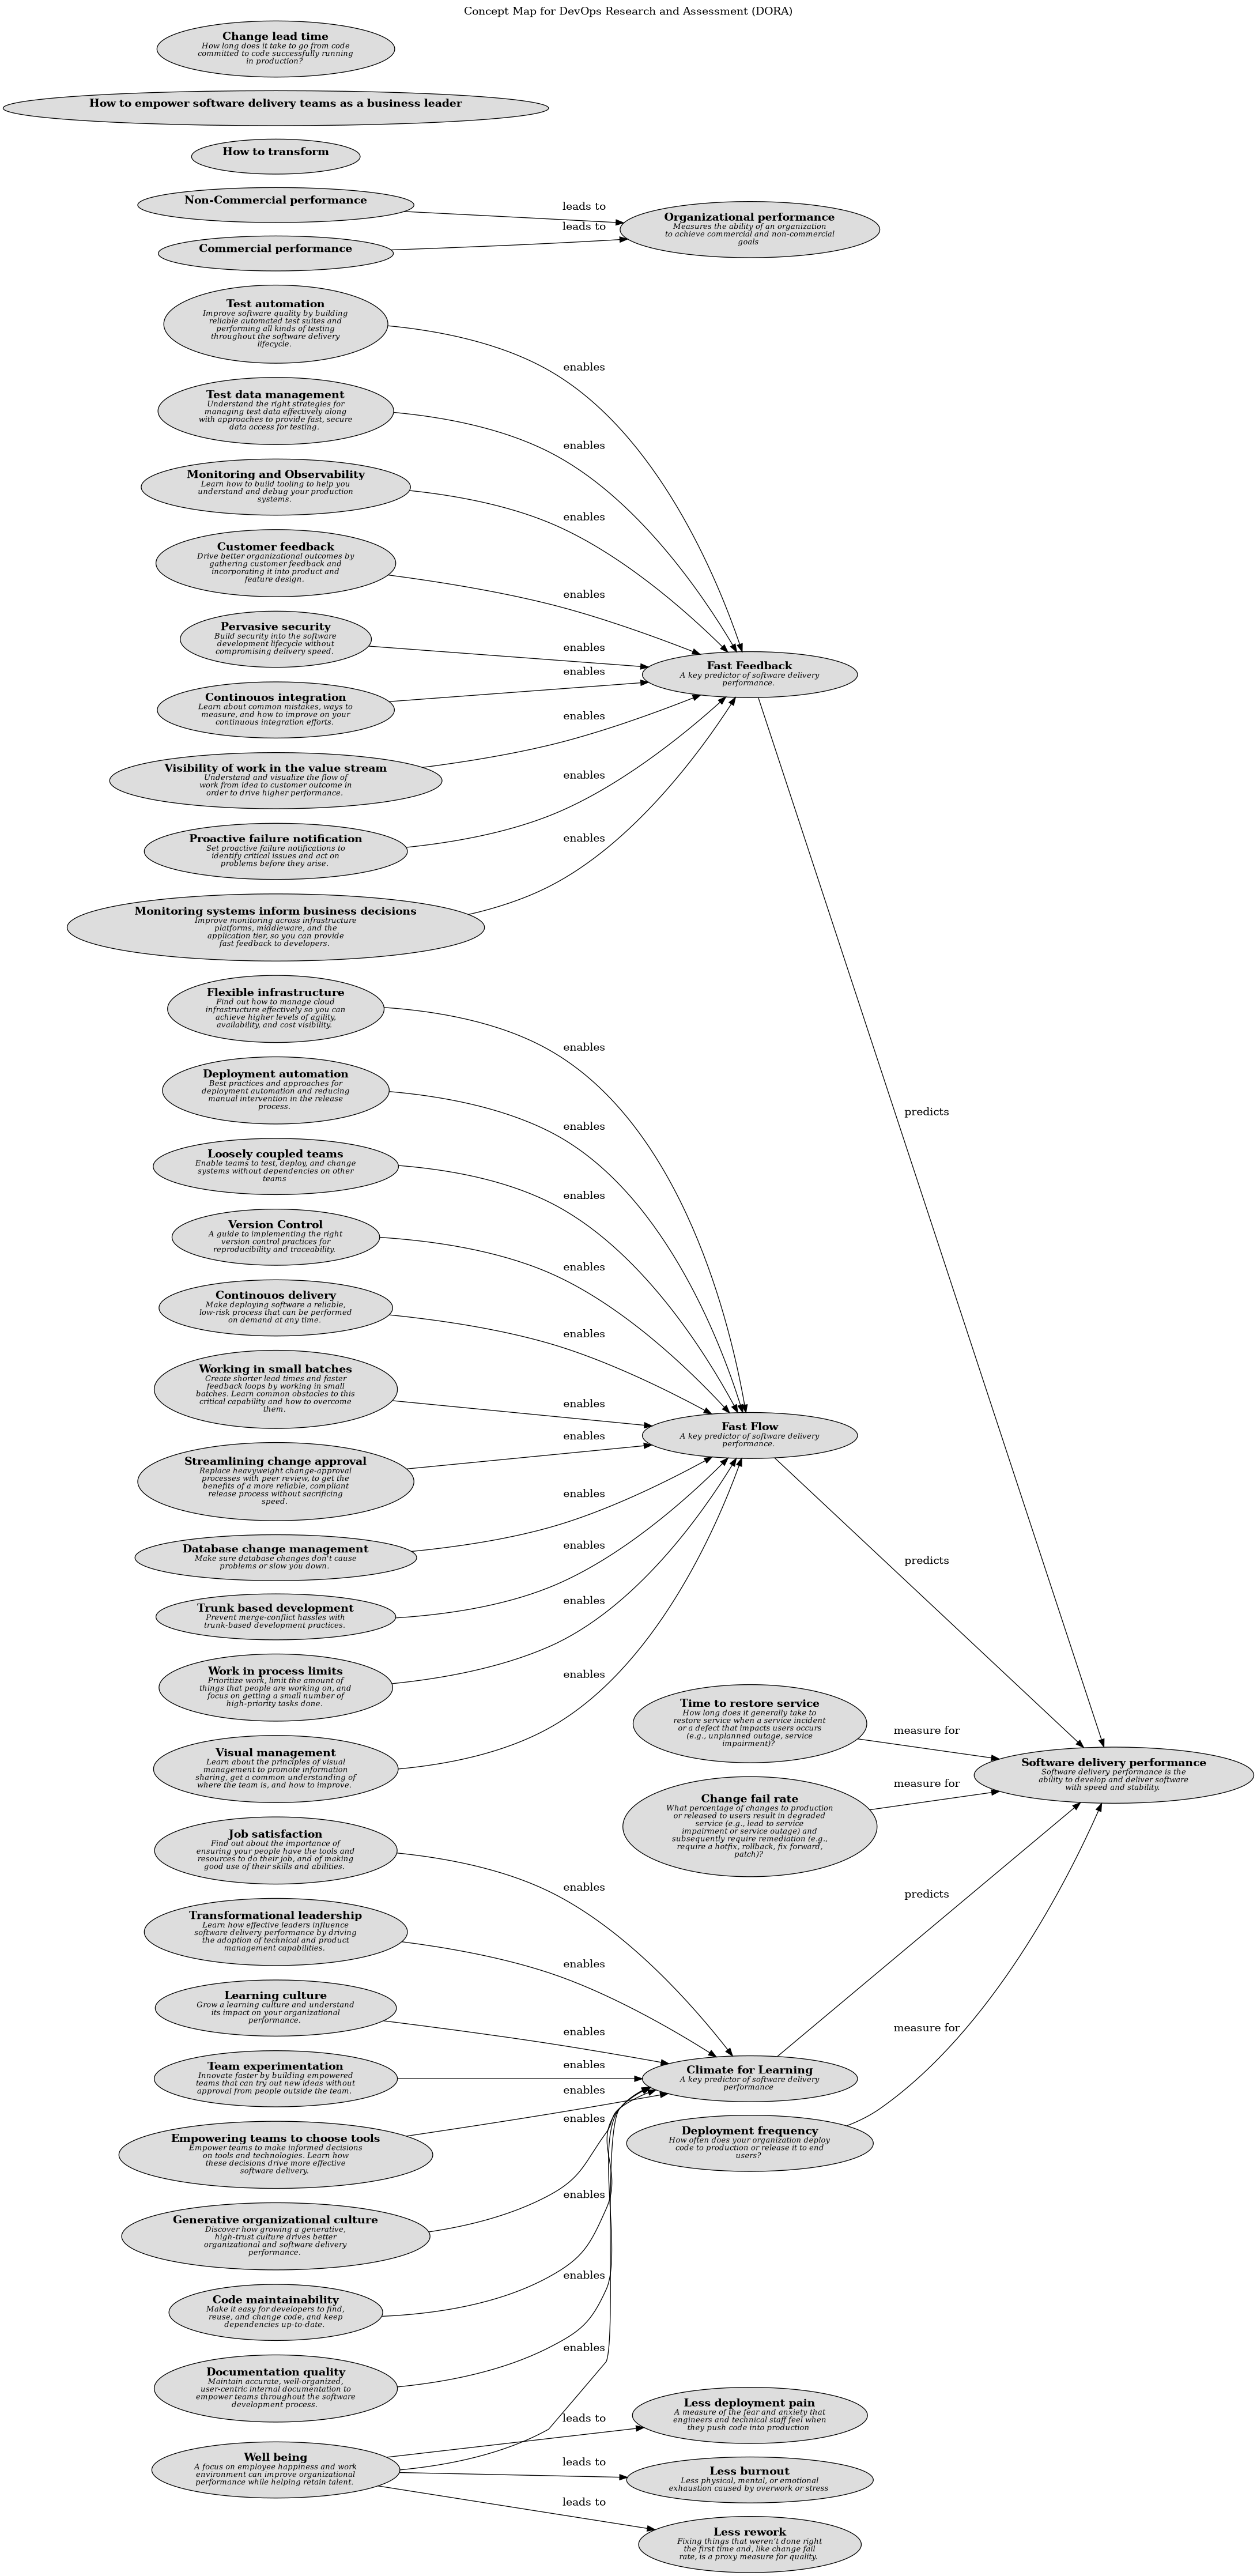 Concept Map for DevOps Research and Assessment (DORA)
Change lead time
How long does it take to go from code
committed to code successfully running
in production?
How to empower software delivery teams as a business leader
How to transform
Non-Commercial performance
leads to
Organizational performance
Measures the ability of an organization
to achieve commercial and non-commercial
goals
leads to
Commercial performance
Test automation
Improve software quality by building
reliable automated test suites and
performing all kinds of testing
throughout the software delivery
lifecycle.
enables
Test data management
Understand the right strategies for
managing test data effectively along
with approaches to provide fast, secure
data access for testing.
enables
Monitoring and Observability
Learn how to build tooling to help you
understand and debug your production
systems.
enables
Customer feedback
Drive better organizational outcomes by
gathering customer feedback and
incorporating it into product and
feature design.
enables
Pervasive security
Build security into the software
development lifecycle without
compromising delivery speed.
enables
Fast Feedback
A key predictor of software delivery
performance.
enables
Continouos integration
Learn about common mistakes, ways to
measure, and how to improve on your
continuous integration efforts.
enables
Visibility of work in the value stream
Understand and visualize the flow of
work from idea to customer outcome in
order to drive higher performance.
enables
Proactive failure notification
Set proactive failure notifications to
identify critical issues and act on
problems before they arise.
enables
Monitoring systems inform business decisions
Improve monitoring across infrastructure
platforms, middleware, and the
application tier, so you can provide
fast feedback to developers.
Flexible infrastructure
Find out how to manage cloud
infrastructure effectively so you can
achieve higher levels of agility,
availability, and cost visibility.
enables
Deployment automation
Best practices and approaches for
deployment automation and reducing
manual intervention in the release
process.
enables
predicts
Loosely coupled teams
Enable teams to test, deploy, and change
systems without dependencies on other
teams
enables
Version Control
A guide to implementing the right
version control practices for
reproducibility and traceability.
enables
Continouos delivery
Make deploying software a reliable,
low-risk process that can be performed
on demand at any time.
enables
Working in small batches
Create shorter lead times and faster
feedback loops by working in small
batches. Learn common obstacles to this
critical capability and how to overcome
them.
enables
Fast Flow
A key predictor of software delivery
performance.
enables
Streamlining change approval
Replace heavyweight change-approval
processes with peer review, to get the
benefits of a more reliable, compliant
release process without sacrificing
speed.
enables
Database change management
Make sure database changes don't cause
problems or slow you down.
enables
predicts
Trunk based development
Prevent merge-conflict hassles with
trunk-based development practices.
enables
Work in process limits
Prioritize work, limit the amount of
things that people are working on, and
focus on getting a small number of
high-priority tasks done.
enables
Time to restore service
How long does it generally take to
restore service when a service incident
or a defect that impacts users occurs
(e.g., unplanned outage, service
impairment)?
measure for
Visual management
Learn about the principles of visual
management to promote information
sharing, get a common understanding of
where the team is, and how to improve.
Software delivery performance
Software delivery performance is the
ability to develop and deliver software
with speed and stability.
measure for
Change fail rate
What percentage of changes to production
or released to users result in degraded
service (e.g., lead to service
impairment or service outage) and
subsequently require remediation (e.g.,
require a hotfix, rollback, fix forward,
patch)?
Job satisfaction
Find out about the importance of
ensuring your people have the tools and
resources to do their job, and of making
good use of their skills and abilities.
enables
predicts
Transformational leadership
Learn how effective leaders influence
software delivery performance by driving
the adoption of technical and product
management capabilities.
enables
Learning culture
Grow a learning culture and understand
its impact on your organizational
performance.
enables
measure for
Team experimentation
Innovate faster by building empowered
teams that can try out new ideas without
approval from people outside the team.
enables
Climate for Learning
A key predictor of software delivery
performance
enables
Empowering teams to choose tools
Empower teams to make informed decisions
on tools and technologies. Learn how
these decisions drive more effective
software delivery.
enables
Deployment frequency
How often does your organization deploy
code to production or release it to end
users?
enables
Generative organizational culture
Discover how growing a generative,
high-trust culture drives better
organizational and software delivery
performance.
enables
Code maintainability
Make it easy for developers to find,
reuse, and change code, and keep
dependencies up-to-date.
enables
Documentation quality
Maintain accurate, well-organized,
user-centric internal documentation to
empower teams throughout the software
development process.
leads to
Less deployment pain
A measure of the fear and anxiety that
engineers and technical staff feel when
they push code into production
Well being
A focus on employee happiness and work
environment can improve organizational
performance while helping retain talent.
leads to
Less burnout
Less physical, mental, or emotional
exhaustion caused by overwork or stress
leads to
Less rework
Fixing things that weren't done right
the first time and, like change fail
rate, is a proxy measure for quality.